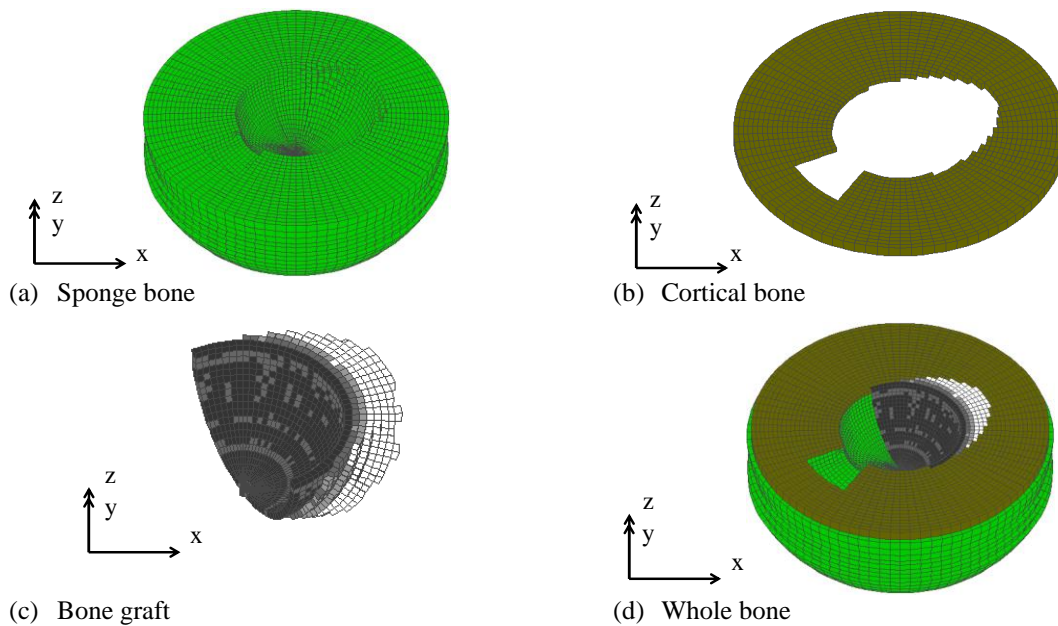 z
y
x
(a) Sponge bone
z
y
x
(b) Cortical bone
z
y
x
(c) Bone graft
z
y
x
(d) Whole bone